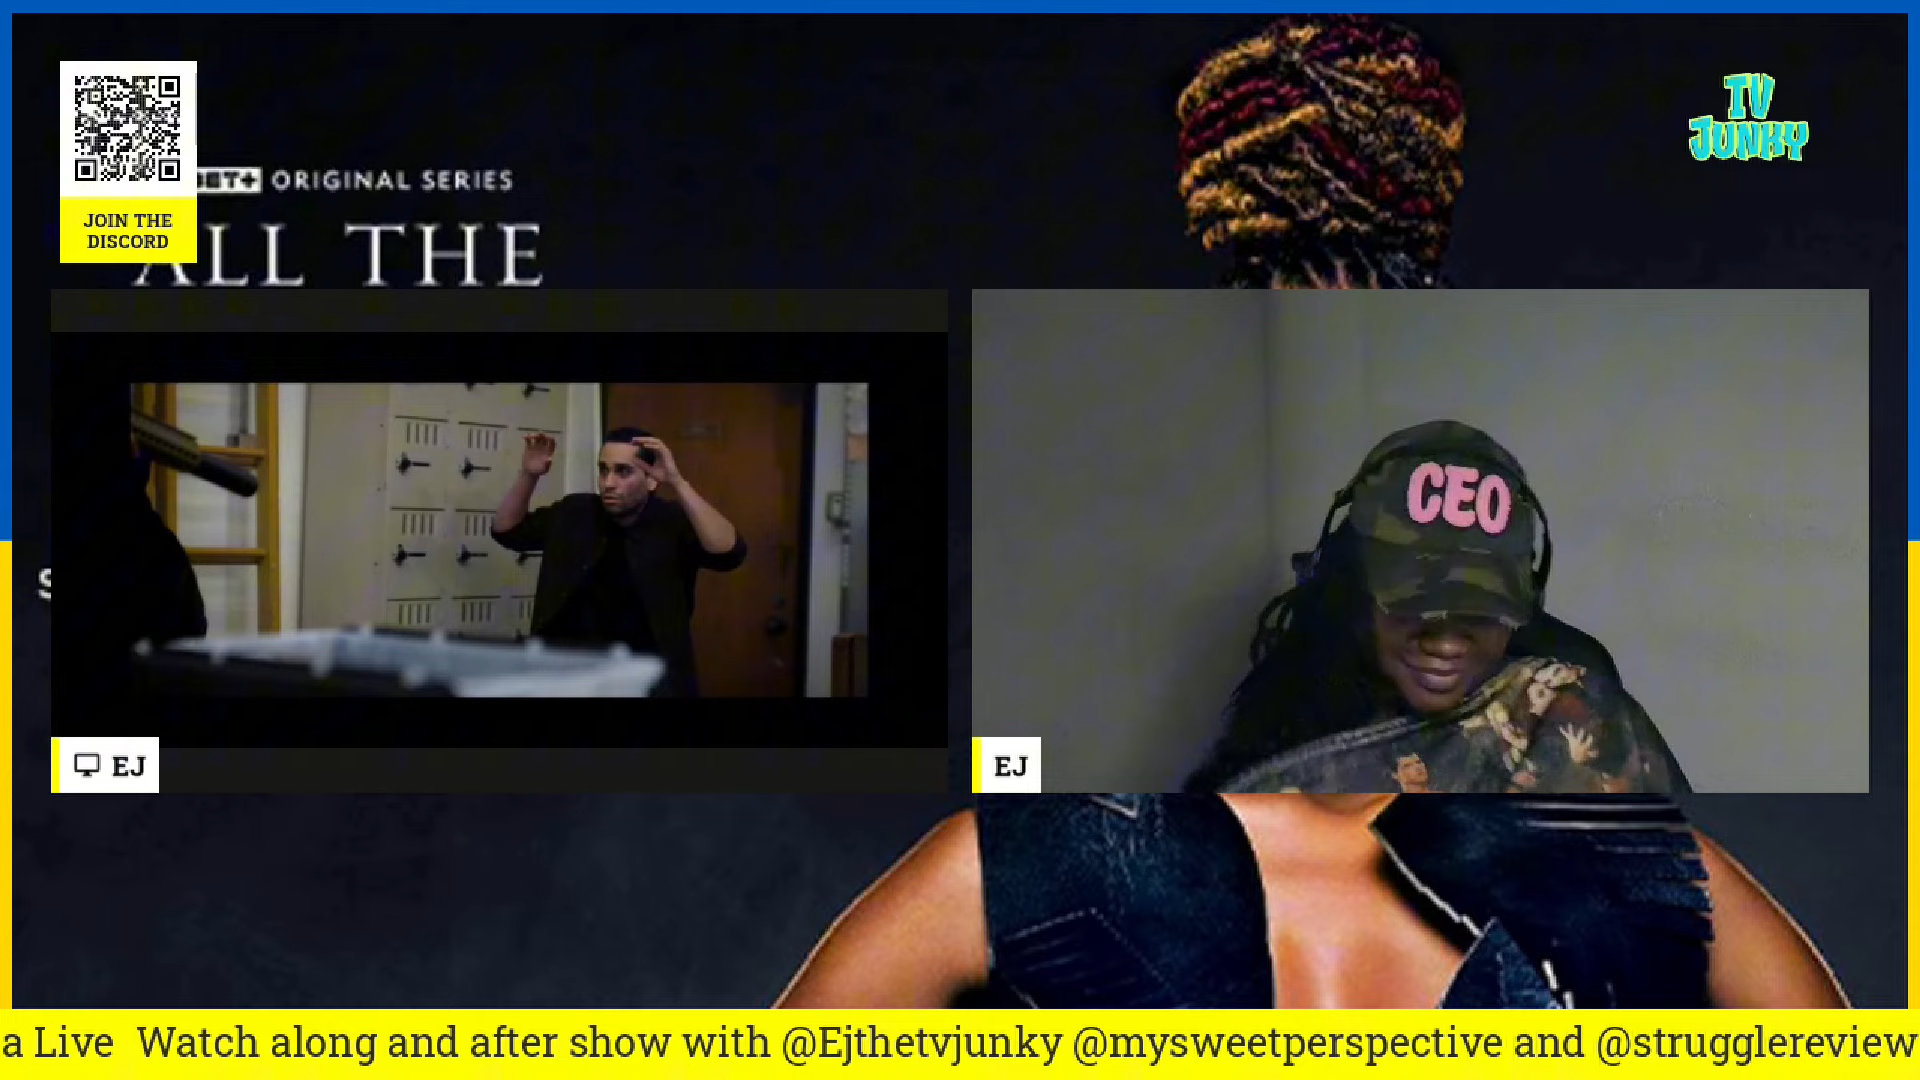 JOIN THE
DISCORD
BET+ ORIGINAL SERIES
ALL THE
TV
JUNKY
CEO
EJ
EJ
a Live Watch along and after show with @Ejthetvjunky @mysweetperspective and @strugglereview